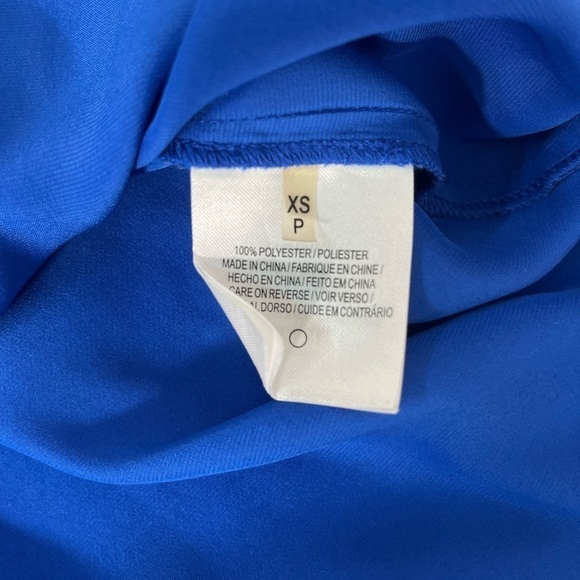 XS
P
100% POLYESTER / POLIESTER
MADE IN CHINA / FABRIQUE EN CHINE /
HECHO EN CHINA / FEITO EM CHINA
CARE ON REVERSE / VOIR VERSO /
AL DORSO / CUIDE EM CONTRÁRIO